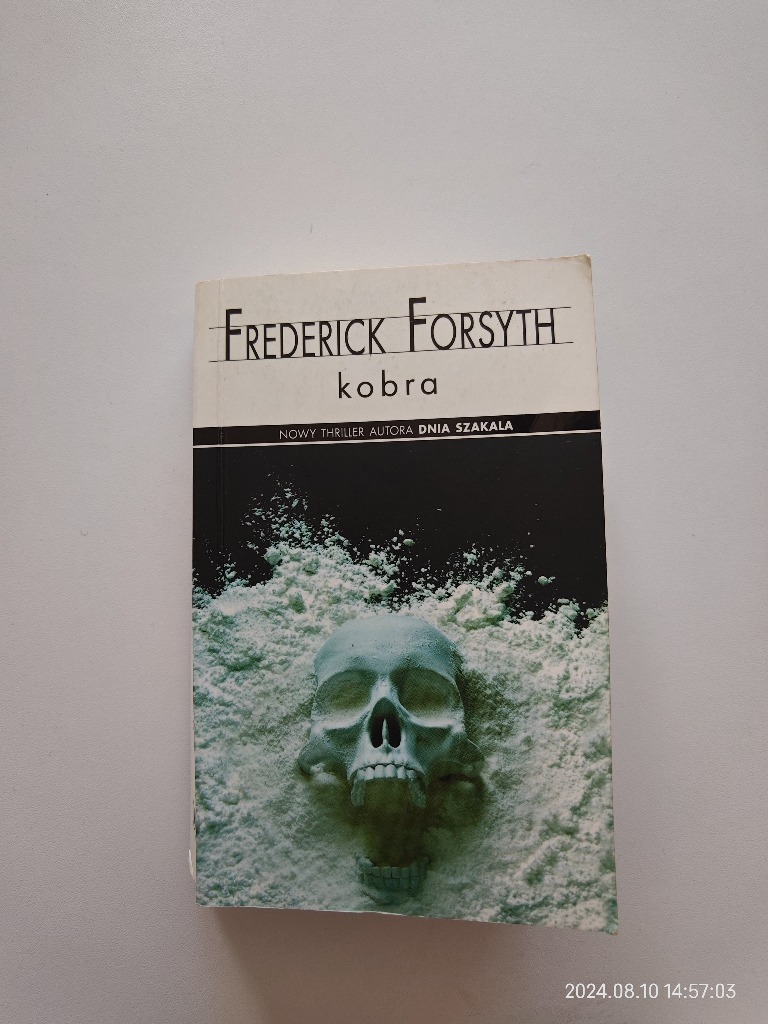 FREDERICK FORSYTH
kobra
NOWY THRILLER AUTORA DNIA SZAKALA
2024.08.10 14:57:03